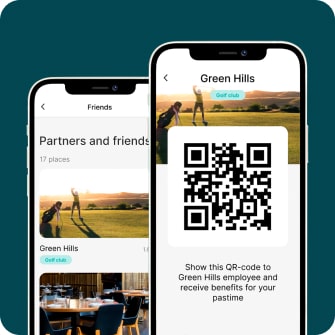 Friends
Partners and friends
17 places
Green Hills
Golf club
Green Hills
Golf club
Show this QR-code to
Green Hills employee and
receive benefits for your
pastime